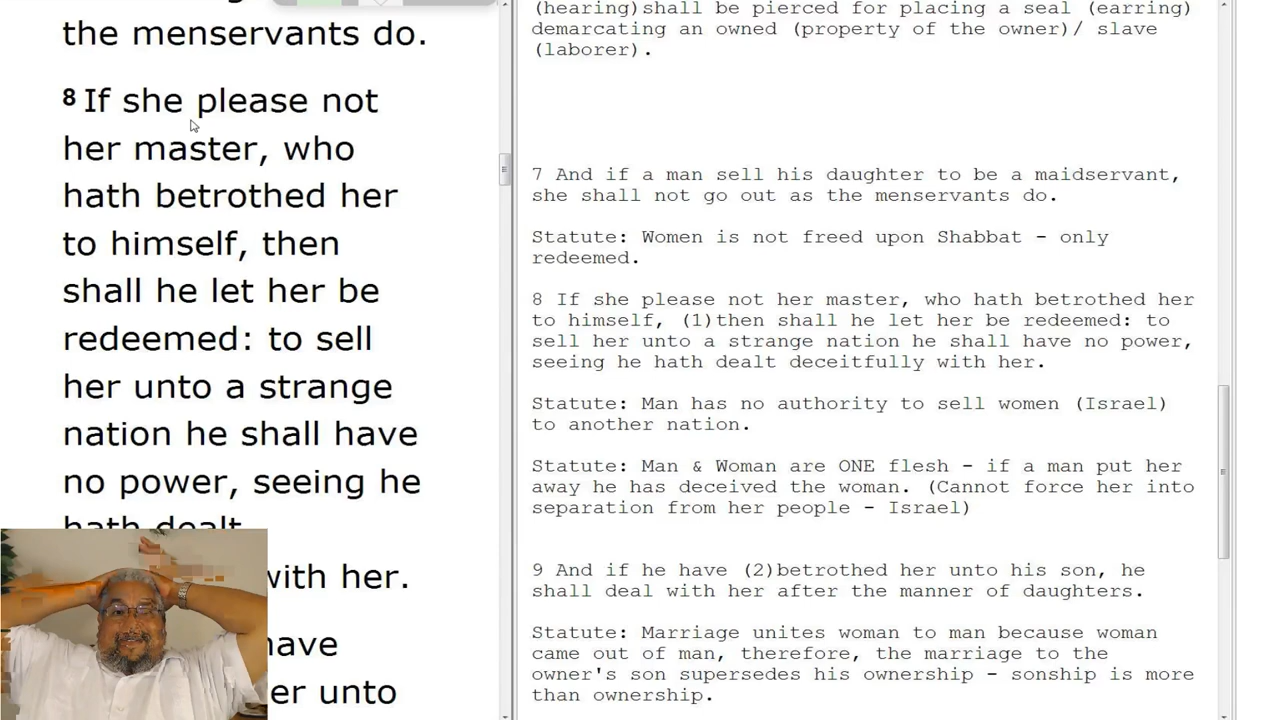 the menservants do.
8 If she please not
her master, who
hath betrothed her
to himself, then
shall he let her be
redeemed: to sell
her unto a strange
nation he shall have
no power, seeing he
hath dealt
with her.
have
er unto
(hearing)shall be pierced for placing a seal (earring)
demarcating an owned (property of the owner)/ slave
(laborer).
7 And if a man sell his daughter to be a maidservant,
she shall not go out as the menservants do.
Statute: Women is not freed upon Shabbat - only
redeemed.
8 If she please not her master, who hath betrothed her
to himself, (1)then shall he let her be redeemed: to
sell her unto a strange nation he shall have no power,
seeing he hath dealt deceitfully with her.
Statute: Man has no authority to sell women (Israel)
to another nation.
Statute: Man & Woman are ONE flesh - if a man put her
away he has deceived the woman. (Cannot force her into
separation from her people - Israel)
9 And if he have (2)betrothed her unto his son, he
shall deal with her after the manner of daughters.
Statute: Marriage unites woman to man because woman
came out of man, therefore, the marriage to the
owner's son supersedes his ownership - sonship is more
than ownership.